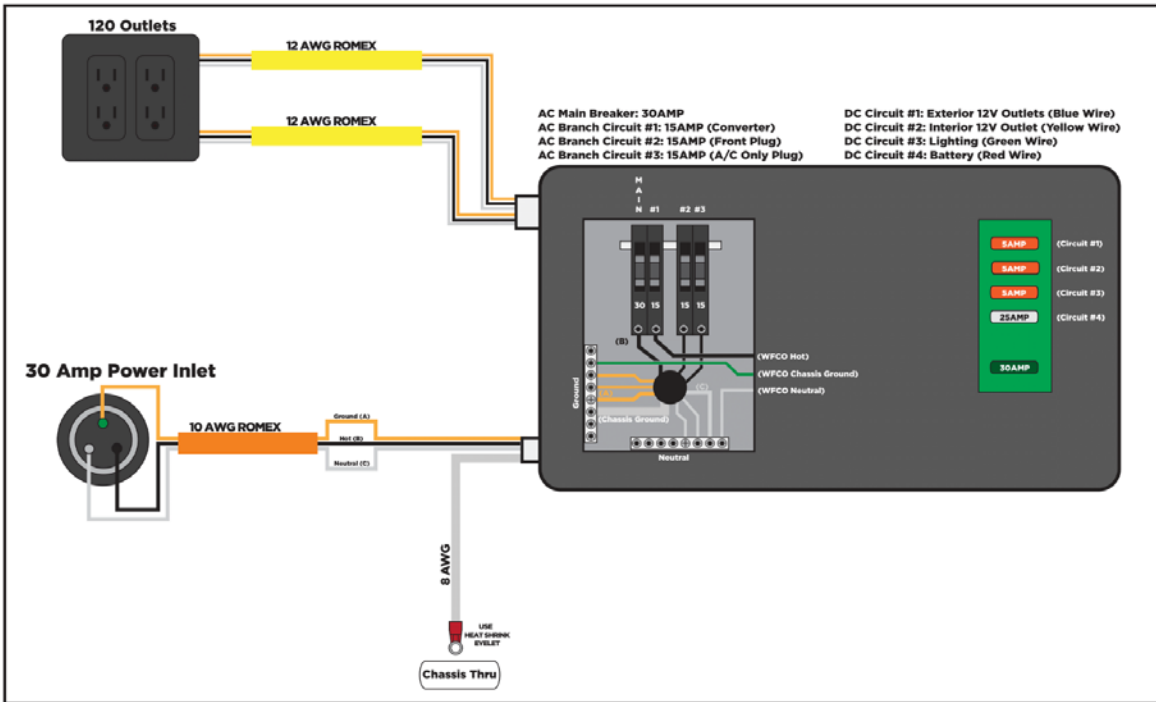 120 Outlets
12 AWG ROMEX
12 AWG ROMEX
AC Main Breaker: 30AMP
AC Branch Circuit #1: 15AMP (Converter)
AC Branch Circuit #2: 15AMP (Front Plug)
AC Branch Circuit #3: 15AMP (A/C Only Plug)
DC Circuit #1: Exterior 12V Outlets (Blue Wire)
DC Circuit #2: Interior 12V Outlet (Yellow Wire)
DC Circuit #3: Lighting (Green Wire)
DC Circuit #4: Battery (Red Wire)
MAIN
#1
#2
#3
30
15
15
15
(B)
(WFCO Hot)
(WFCO Chassis Ground)
(WFCO Neutral)
Ground
(A)
(C)
(Chassis Ground)
Neutral
5AMP
(Circuit #1)
5AMP
(Circuit #2)
5AMP
(Circuit #3)
25AMP
(Circuit #4)
30AMP
30 Amp Power Inlet
10 AWG ROMEX
Ground (A)
Hot (B)
Neutral (C)
8 AWG
USE
HEAT SHRINK
EYELET
Chassis Thru